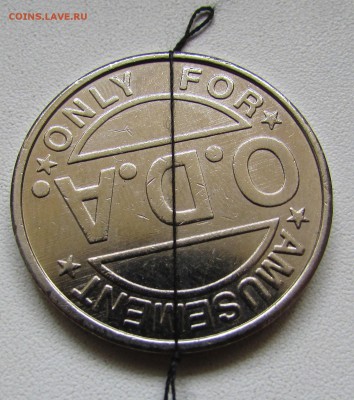 COINS.LAVE.RU
ONLY FOR
O.D.A.
AMUSEMENT